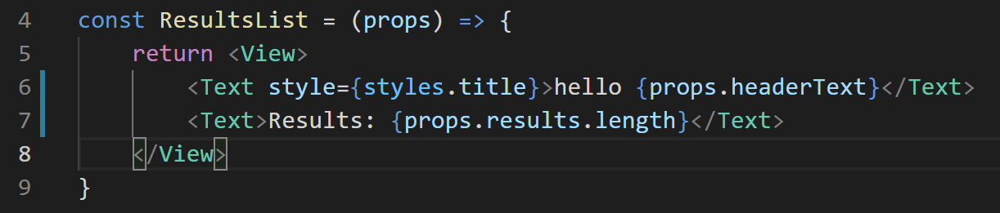 4 const ResultsList = (props) => {
5 return <View>
6 <Text style={styles.title}>hello {props.headerText}</Text>
7 <Text>Results: {props.results.length}</Text>
8 </View>
9 }